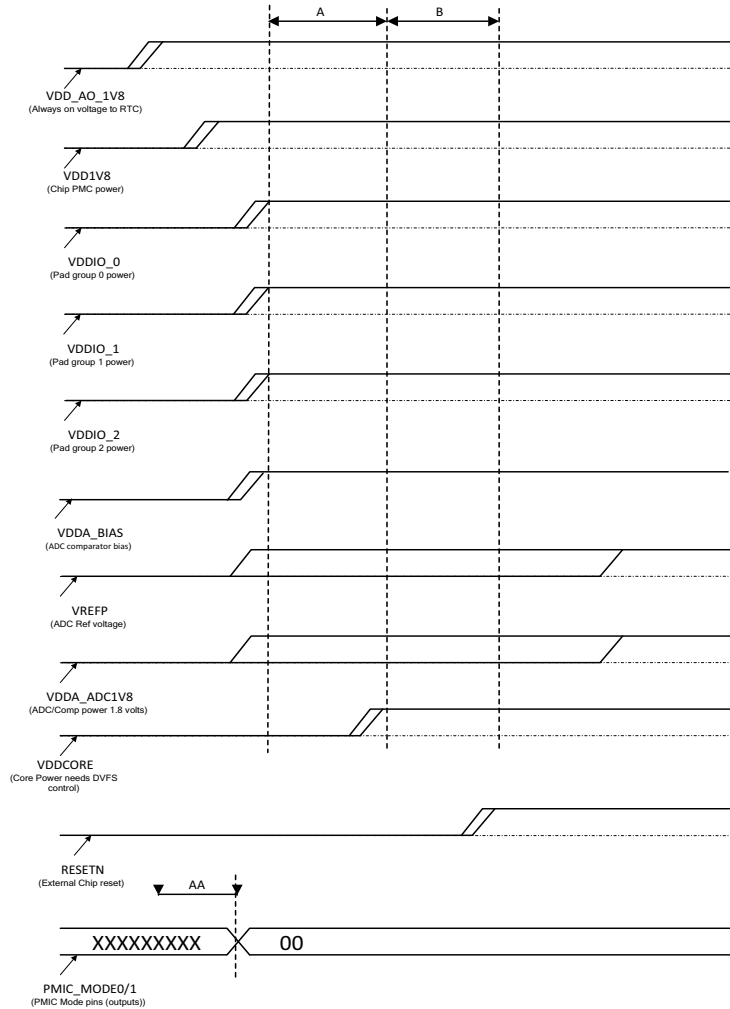 A
B
VDD_AO_1V8
(Always on voltage to RTC)
VDD1V8
(Chip PMC power)
VDDIO_0
(Pad group 0 power)
VDDIO_1
(Pad group 1 power)
VDDIO_2
(Pad group 2 power)
VDDA_BIAS
(ADC comparator bias)
VREFP
(ADC Ref voltage)
VDDA_ADC1V8
(ADC/Comp power 1.8 volts)
VDDCORE
(Core Power needs DVFS
control)
RESETN
(External Chip reset)
AA
XXXXXXXXX
00
PMIC_MODE0/1
(PMIC Mode pins (outputs))